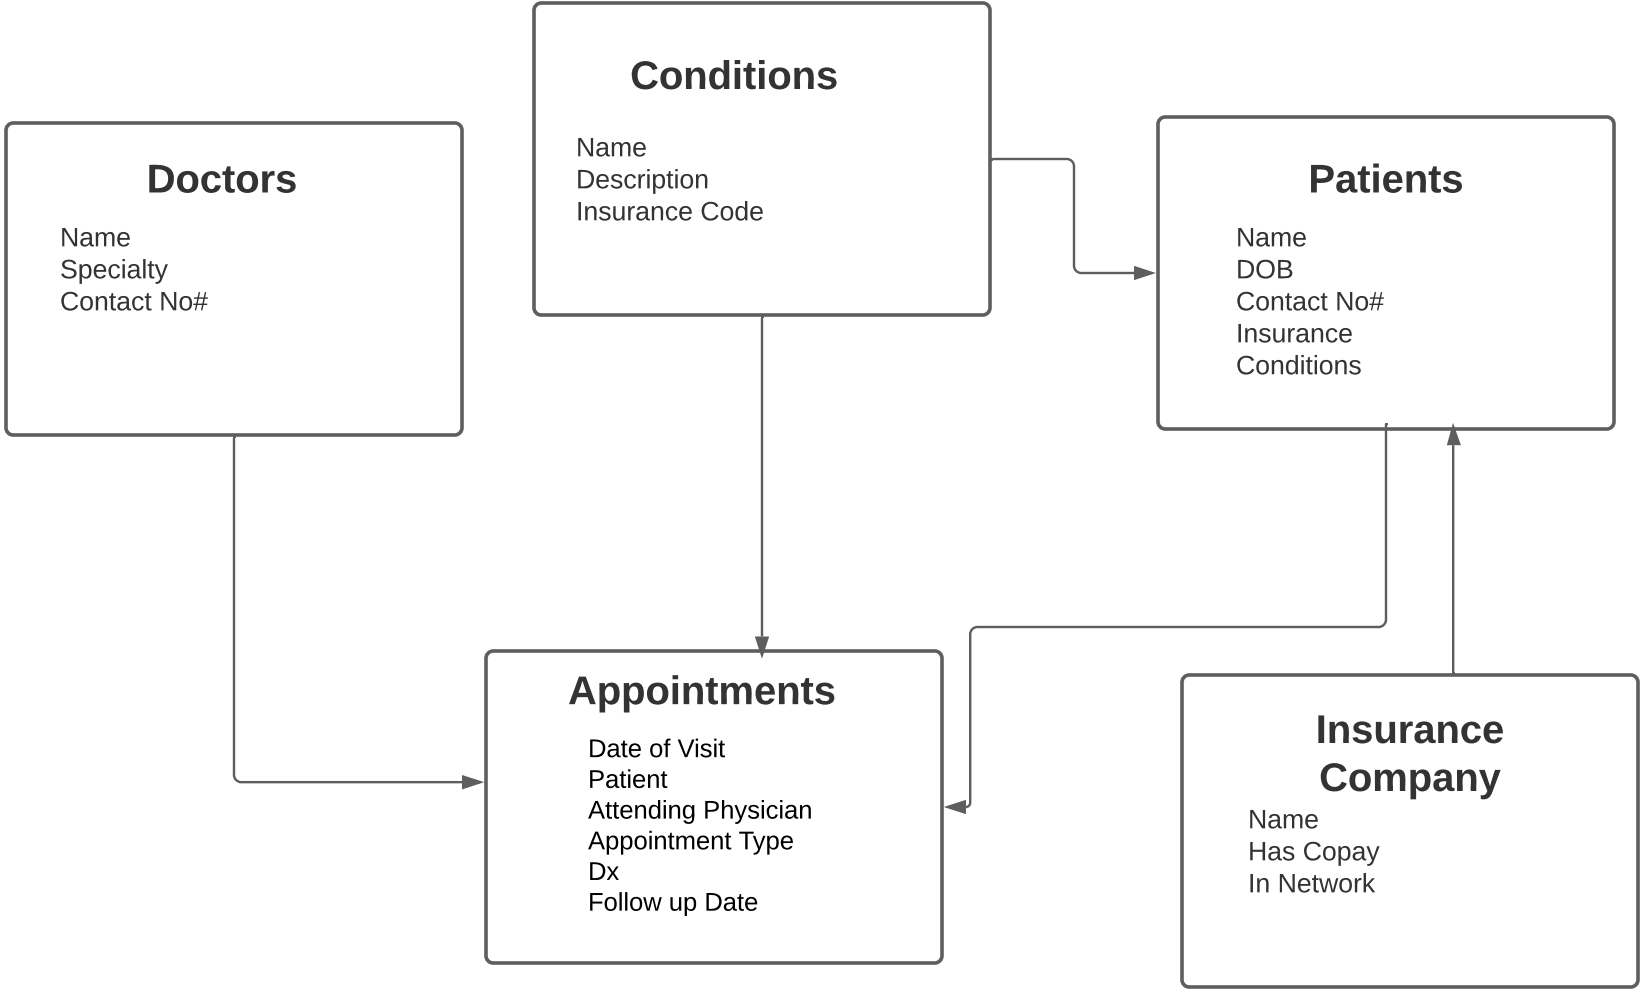 Conditions
Name
Description
Insurance Code
Doctors
Name
Specialty
Contact No#
Patients
Name
DOB
Contact No#
Insurance
Conditions
Appointments
Date of Visit
Patient
Attending Physician
Appointment Type
Dx
Follow up Date
Insurance
Company
Name
Has Copay
In Network